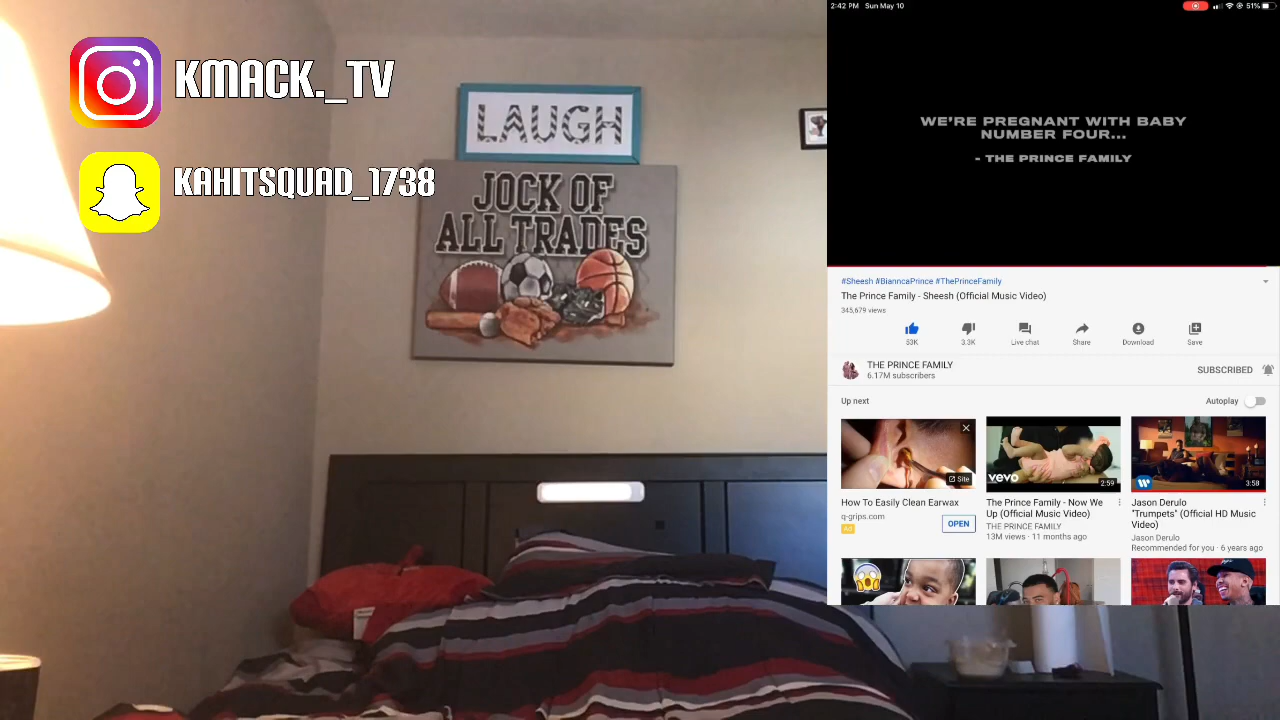 KMACK._TV
KAHITSQUAD_1738
LAUGH
JOCK OF
ALL TRADES
2:42 PM Sun May 10
51%
WE'RE PREGNANT WITH BABY
NUMBER FOUR...
- THE PRINCE FAMILY
#Sheesh #BianncaPrince #ThePrinceFamily
The Prince Family - Sheesh (Official Music Video)
345,679 views
53K
3.3K
Live chat
Share
Download
Save
THE PRINCE FAMILY
6.17M subscribers
SUBSCRIBED
Up next
Autoplay
Site
How To Easily Clean Earwax
q-grips.com
Ad
OPEN
vevo
2:59
The Prince Family - Now We
Up (Official Music Video)
THE PRINCE FAMILY
13M views · 11 months ago
3:58
Jason Derulo
"Trumpets" (Official HD Music
Video)
Jason Derulo
Recommended for you · 6 years ago